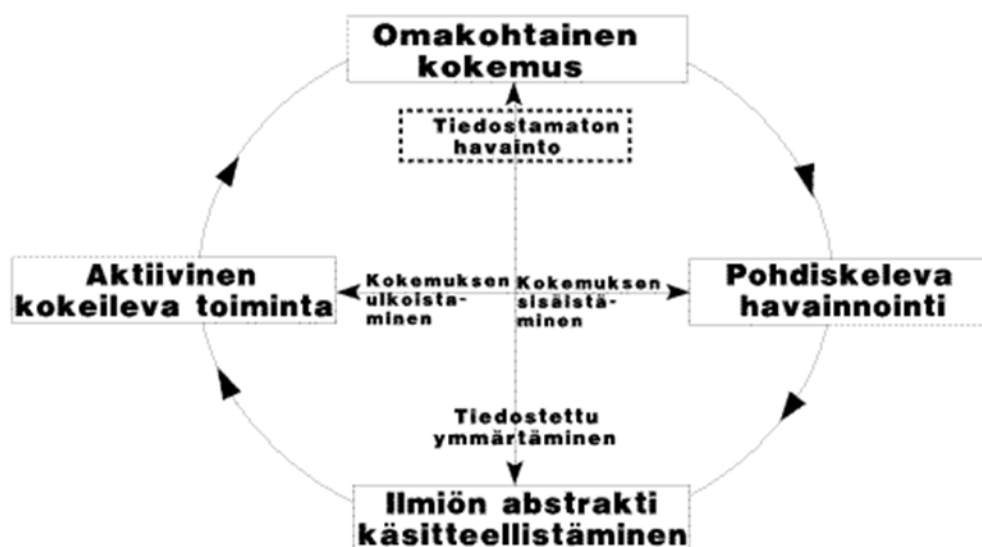 Omakohtainen
kokemus
Tiedostamaton
havainto
Aktiivinen
kokeileva toiminta
Kokemuksen
ulkoista-
minen
Kokemuksen
sisäistä-
minen
Pohdiskeleva
havainnointi
Tiedostettu
ymmärtäminen
Ilmiön abstrakti
käsitteellistäminen